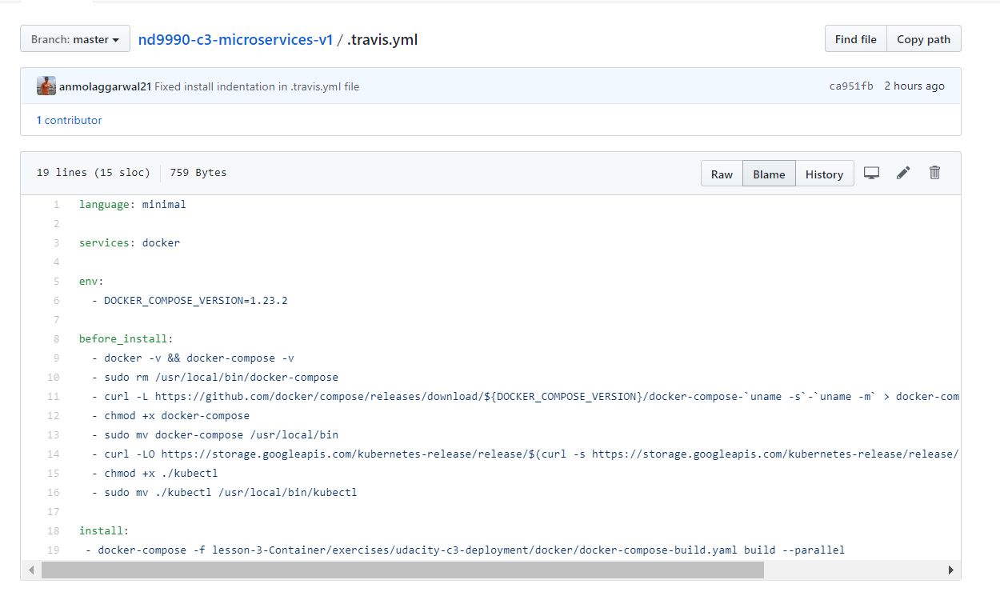 Branch: master
nd9990-c3-microservices-v1 / .travis.yml
Find file
Copy path
anmolaggarwal21 Fixed install indentation in .travis.yml file
ca951fb 2 hours ago
1 contributor
19 lines (15 sloc) 759 Bytes
Raw
Blame
History
1 language: minimal
2
3 services: docker
4
5 env:
6 - DOCKER_COMPOSE_VERSION=1.23.2
7
8 before_install:
9 - docker -v && docker-compose -v
10 - sudo rm /usr/local/bin/docker-compose
11 - curl -L https://github.com/docker/compose/releases/download/${DOCKER_COMPOSE_VERSION}/docker-compose-`uname -s`-`uname -m` > docker-com
12 - chmod +x docker-compose
13 - sudo mv docker-compose /usr/local/bin
14 - curl -LO https://storage.googleapis.com/kubernetes-release/release/$(curl -s https://storage.googleapis.com/kubernetes-release/release/
15 - chmod +x ./kubectl
16 - sudo mv ./kubectl /usr/local/bin/kubectl
17
18 install:
19 - docker-compose -f lesson-3-Container/exercises/udacity-c3-deployment/docker/docker-compose-build.yaml build --parallel